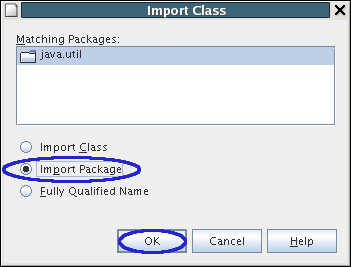 Import Class
Matching Packages:
java.util
Import Class
Import Package
Fully Qualified Name
OK Cancel Help